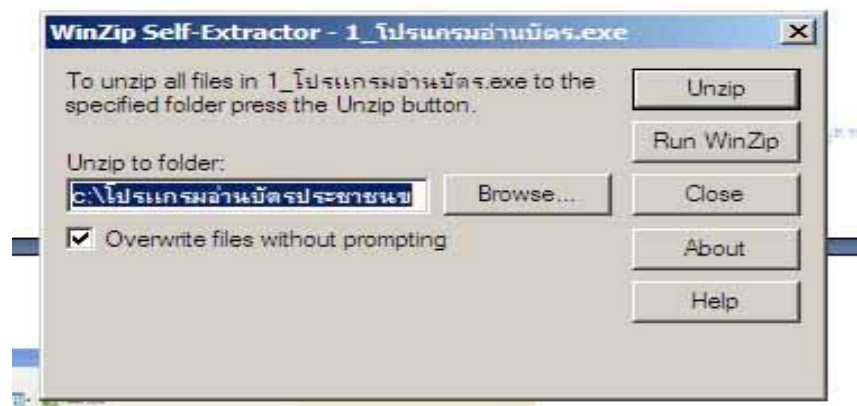 WinZip Self-Extractor - 1_โปรแกรมอ่านบัตร.exe
To unzip all files in 1_โปรแกรมอ่านบัตร.exe to the
specified folder press the Unzip button.
Unzip to folder:
c:\โปรแกรมอ่านบัตรประชาชนข
Browse...
Overwrite files without prompting
Unzip
Run WinZip
Close
About
Help